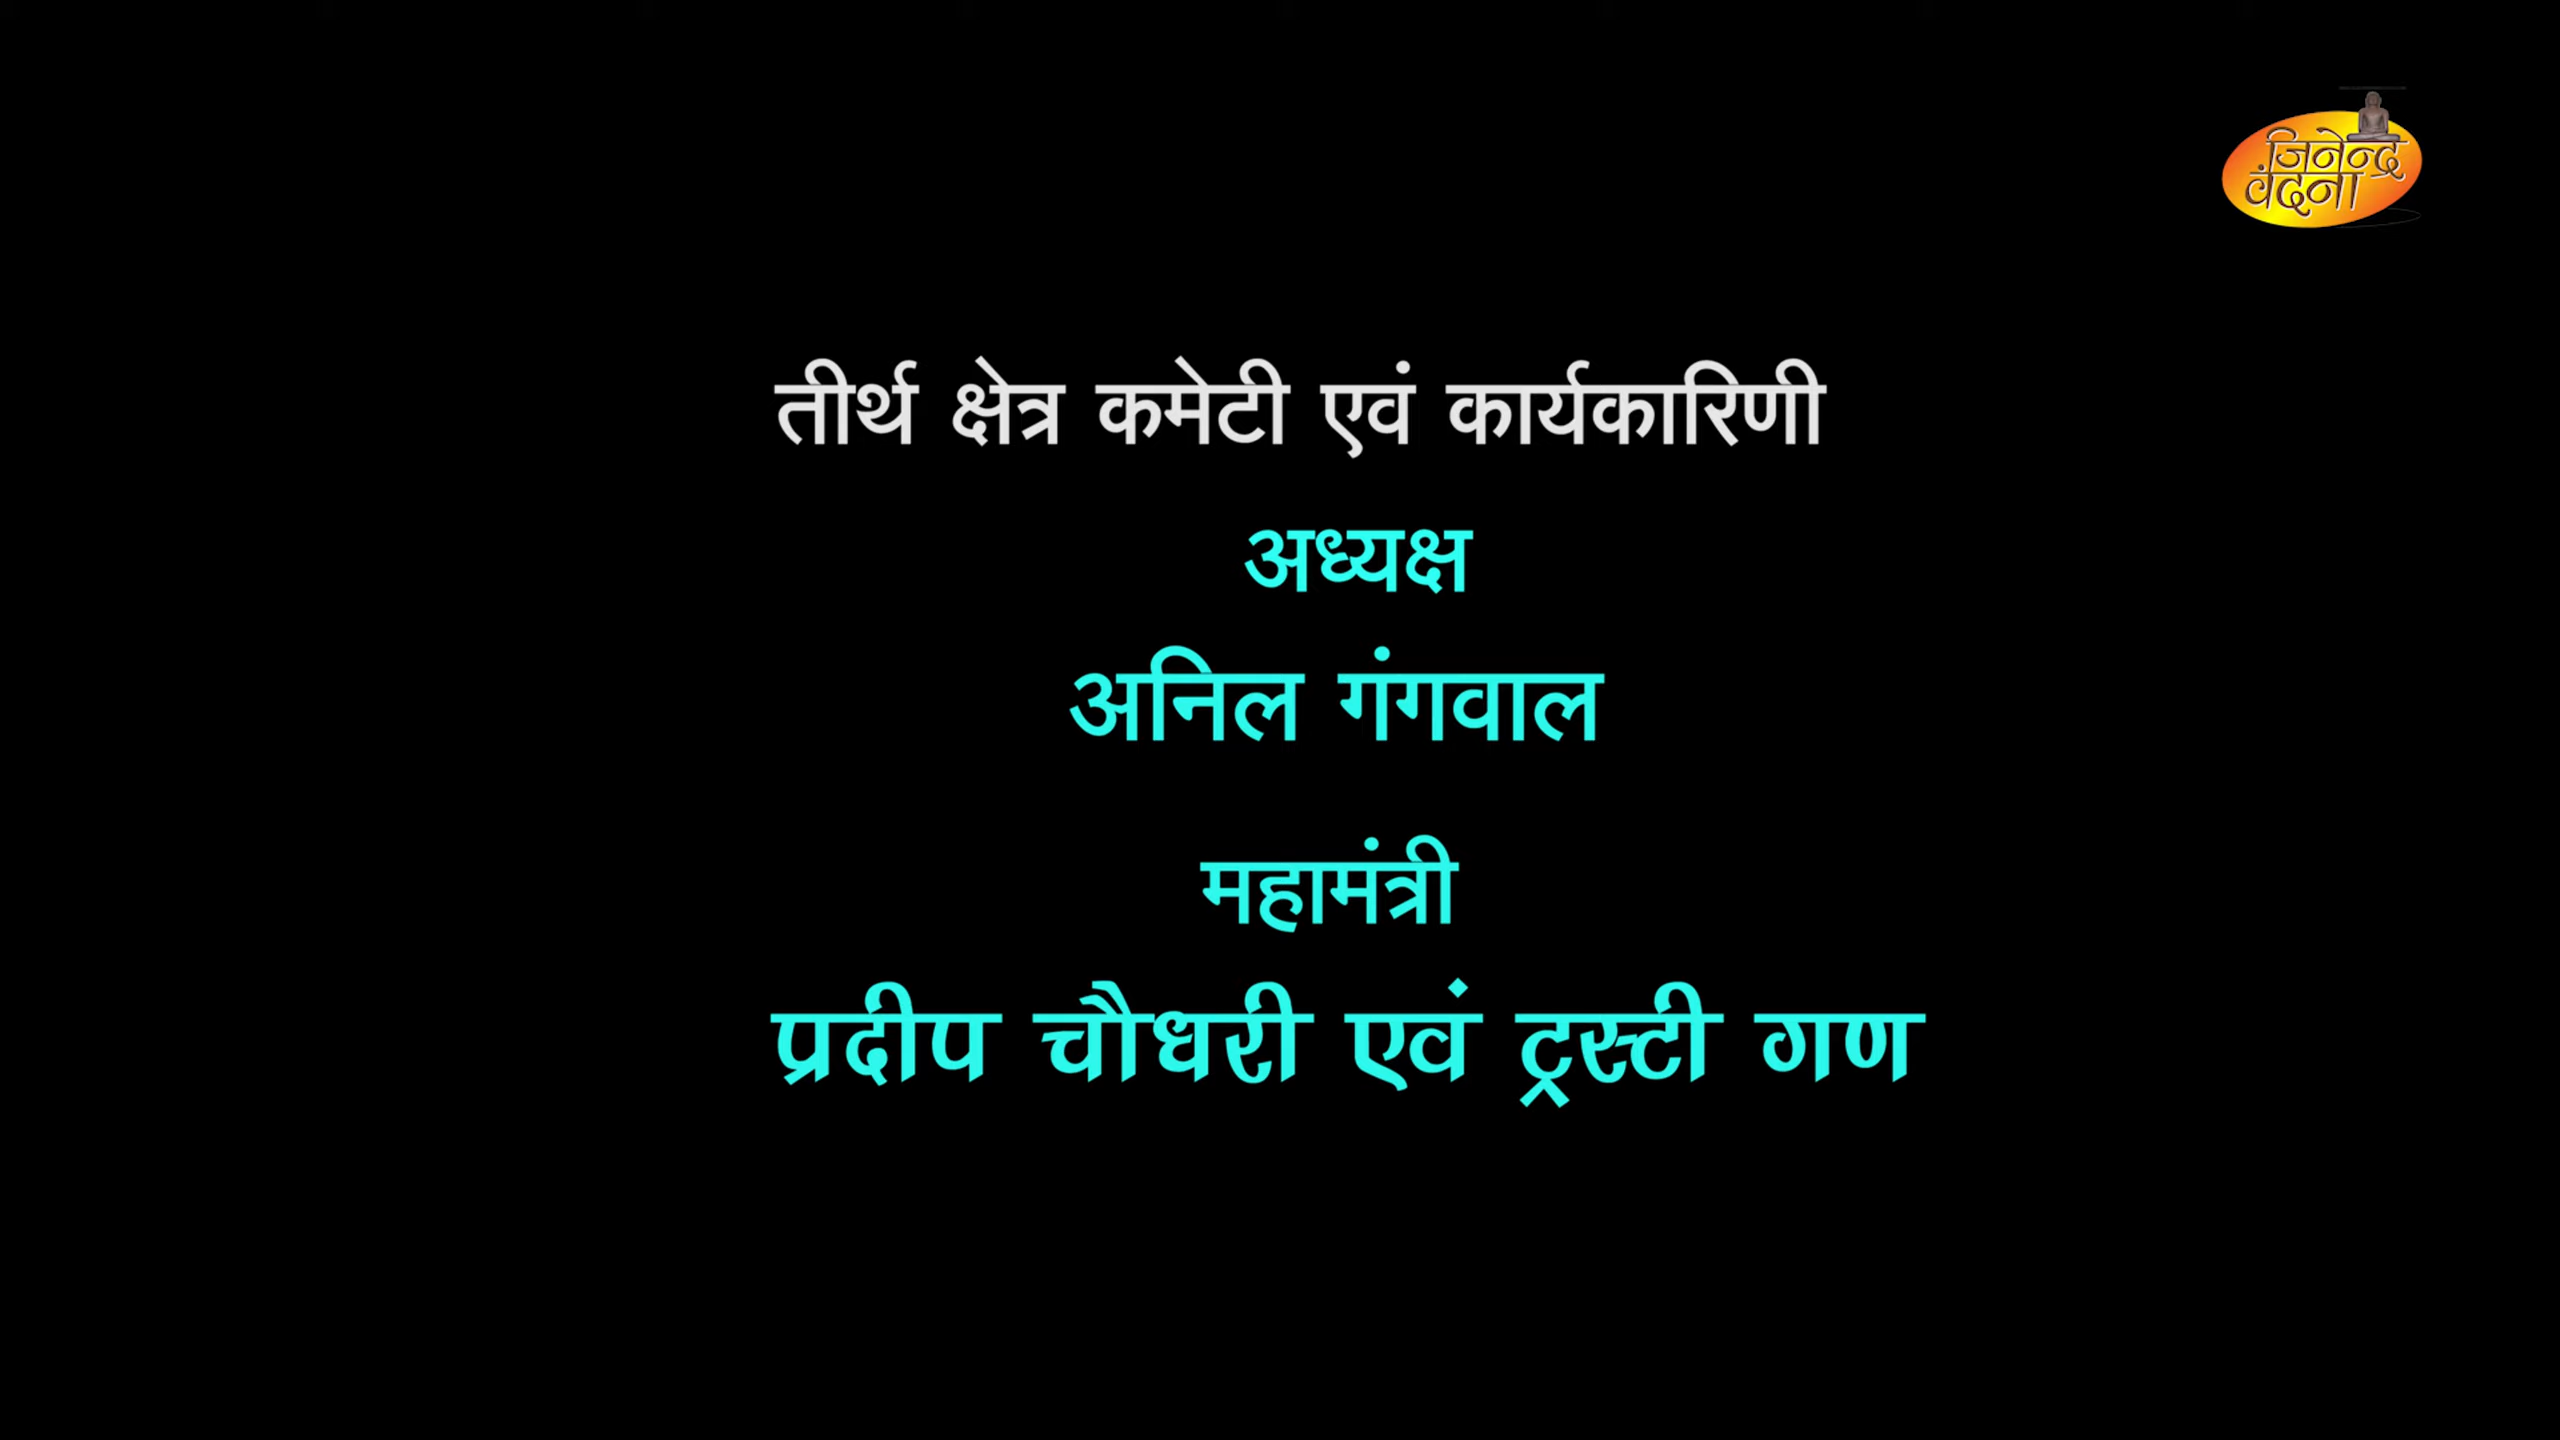 जिनेन्द्र
वंदना
तीर्थ क्षेत्र कमेटी एवं कार्यकारिणी
अध्यक्ष
अनिल गंगवाल
महामंत्री
प्रदीप चौधरी एवं ट्रस्टी गण